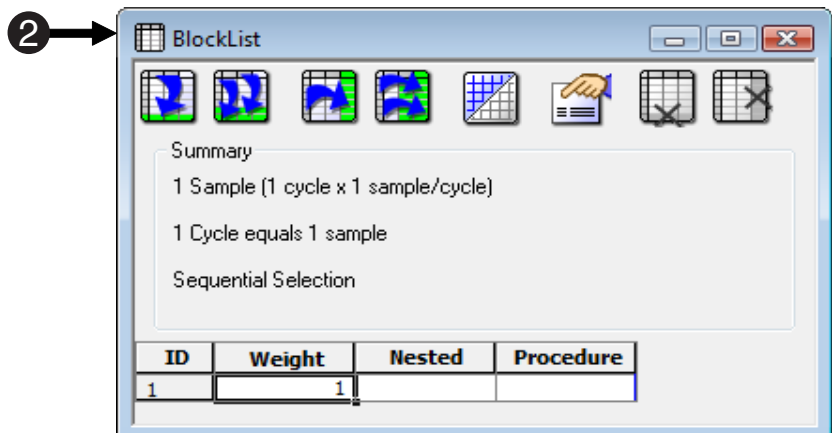 2
BlockList
Summary
1 Sample (1 cycle x 1 sample/cycle)
1 Cycle equals 1 sample
Sequential Selection
ID Weight Nested Procedure
1 1